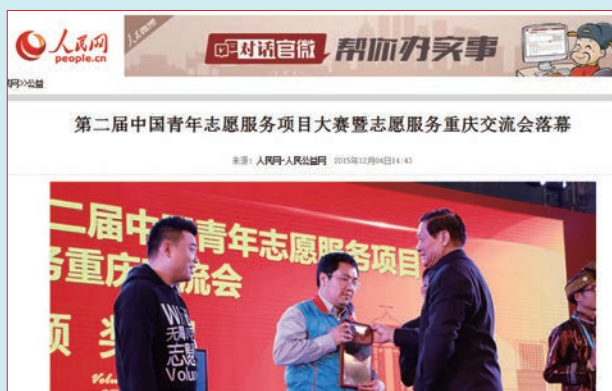 人民网
people.cn
人民微博
对话官微 帮你办实事
网>>公益
第二届中国青年志愿服务项目大赛暨志愿服务重庆交流会落幕
来源：人民网-人民公益网 2015年12月04日14:43
二届中国青年志愿服务项目
务重庆 流会
颁奖
志愿
Volu